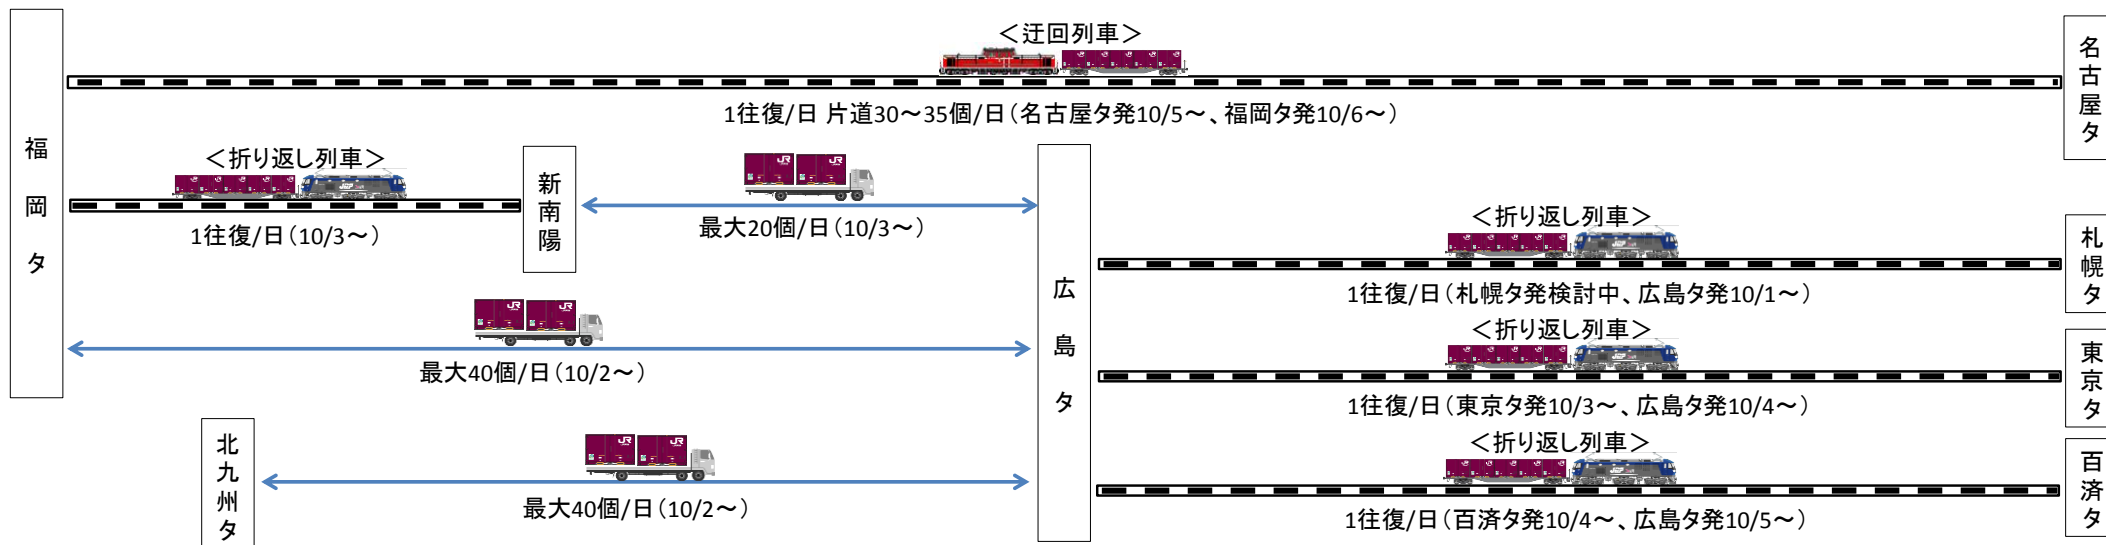 ＜迂回列車＞
1往復/日 片道30～35個/日（名古屋タ発10/5～、福岡タ発10/6～）
名古屋タ
福岡タ
＜折り返し列車＞
1往復/日（10/3～）
新南陽
JR
JR
最大20個/日（10/3～）
広島タ
＜折り返し列車＞
1往復/日（札幌タ発検討中、広島タ発10/1～）
札幌タ
JR
JR
最大40個/日（10/2～）
＜折り返し列車＞
1往復/日（東京タ発10/3～、広島タ発10/4～）
東京タ
北九州タ
JR
JR
最大40個/日（10/2～）
＜折り返し列車＞
1往復/日（百済タ発10/4～、広島タ発10/5～）
百済タ